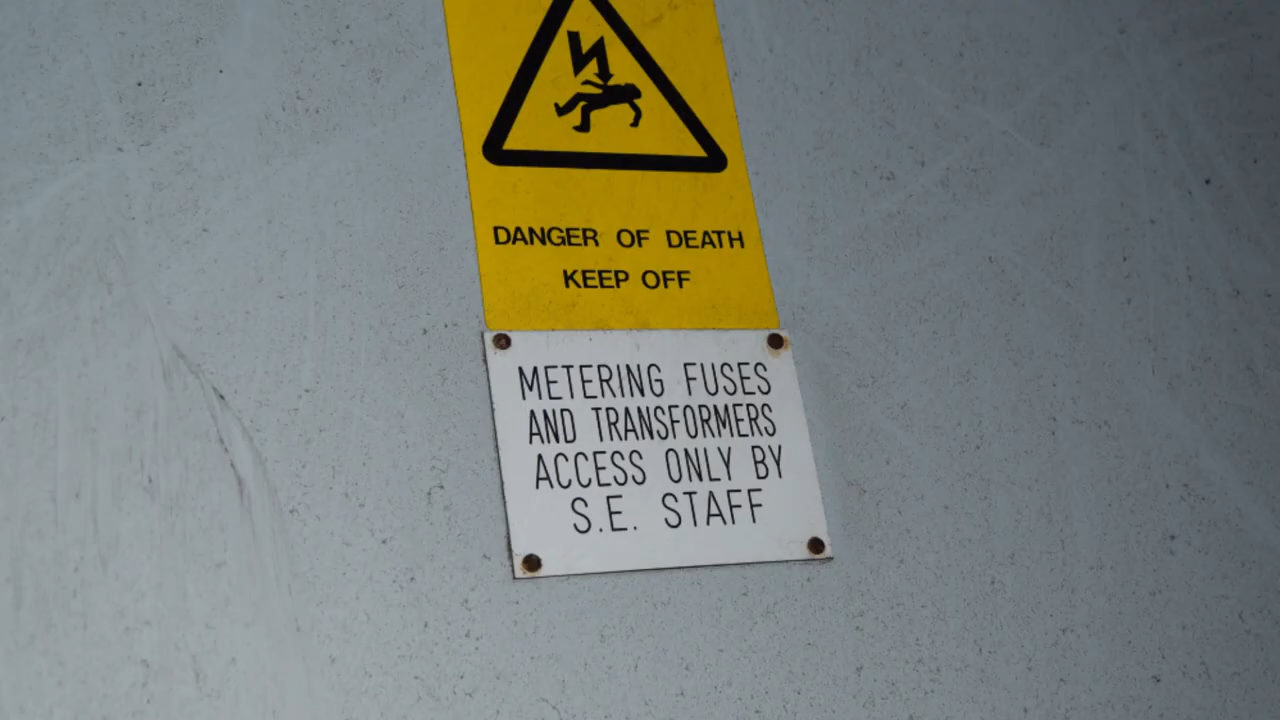 DANGER OF DEATH
KEEP OFF
METERING FUSES
AND TRANSFORMERS
ACCESS ONLY BY
S.E. STAFF